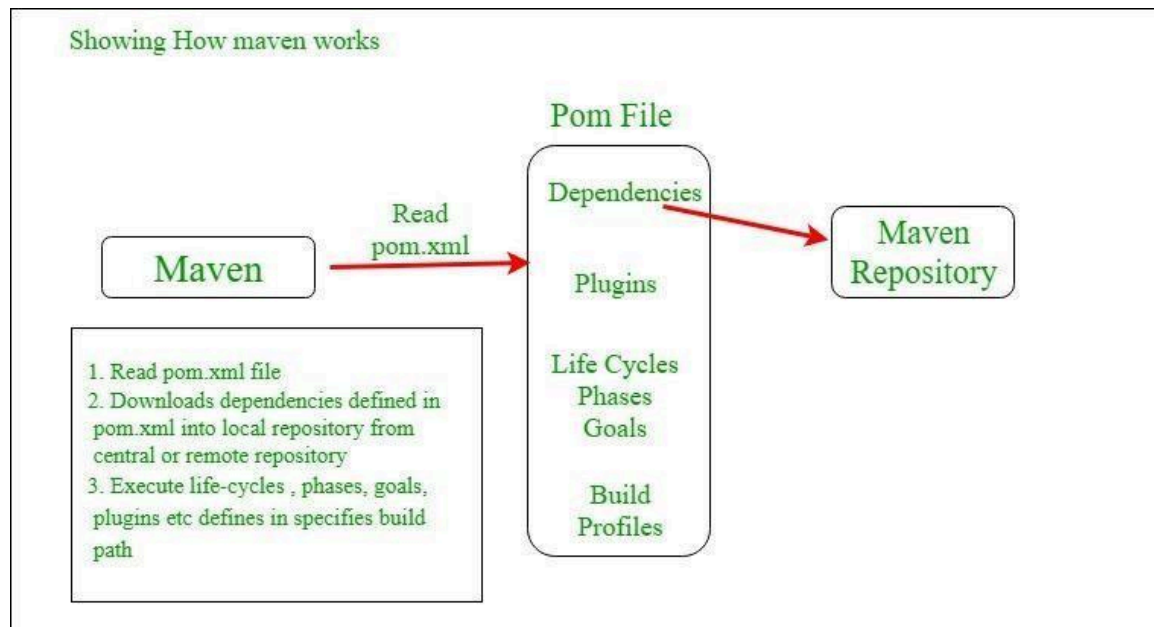 Showing How maven works
Pom File
Dependencies
Read
pom.xml
Maven
Repository
Maven
Plugins
Life Cycles
Phases
Goals
Build
Profiles
1. Read pom.xml file
2. Downloads dependencies defined in
pom.xml into local repository from
central or remote repository
3. Execute life-cycles , phases, goals,
plugins etc defines in specifies build
path